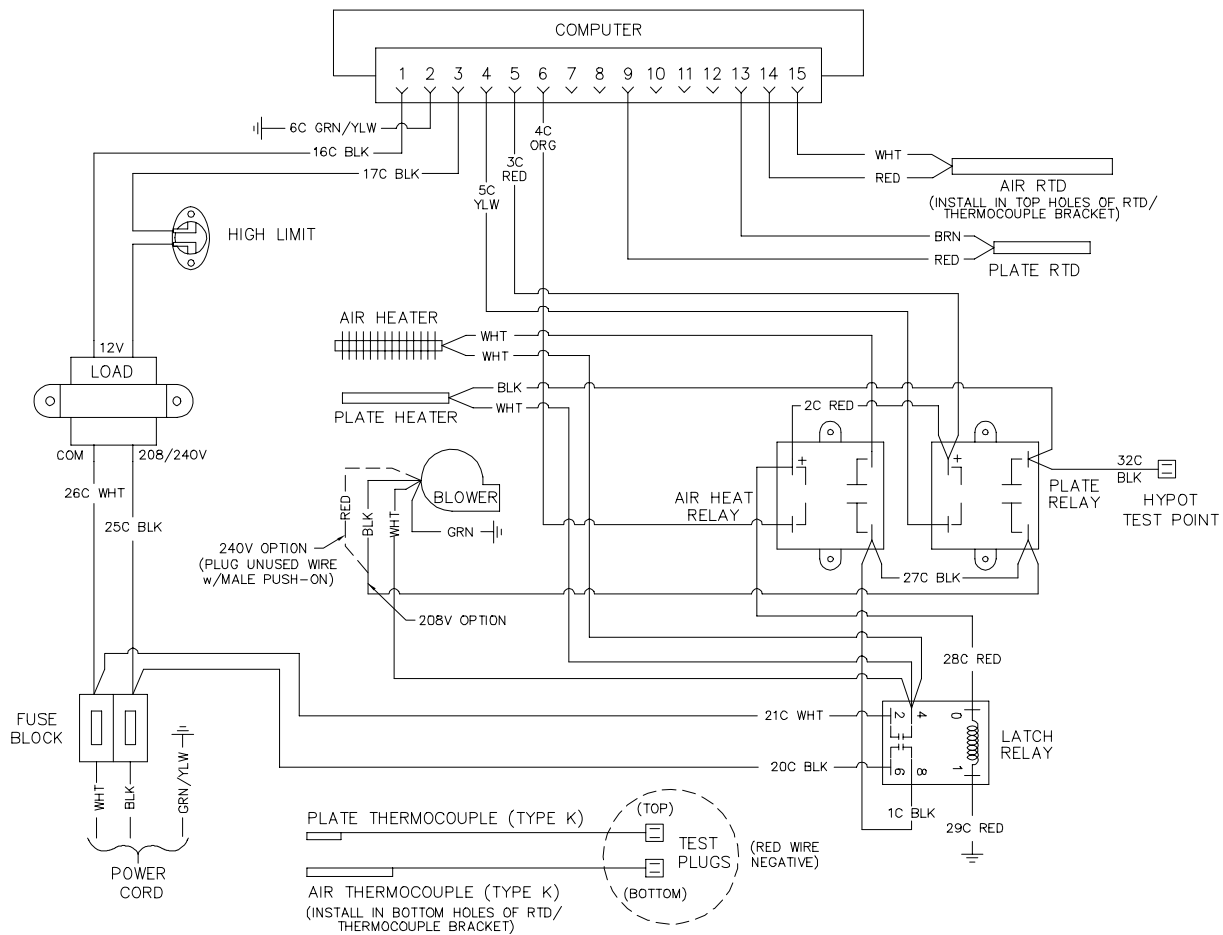 COMPUTER
1 2 3 4 5 6 7 8 9 10 11 12 13 14 15
6C GRN/YLW
16C BLK
17C BLK
4C
ORG
3C
RED
5C
YLW
WHT
RED
AIR RTD
(INSTALL IN TOP HOLES OF RTD/
THERMOCOUPLE BRACKET)
BRN
RED
PLATE RTD
HIGH LIMIT
AIR HEATER
WHT
WHT
12V
LOAD
BLK
WHT
PLATE HEATER
2C RED
COM
208/240V
26C WHT
25C BLK
BLOWER
RED
BLK
WHT
GRN
240V OPTION
(PLUG UNUSED WIRE
w/MALE PUSH-ON)
208V OPTION
+
+
AIR HEAT
RELAY
PLATE
RELAY
32C
BLK
HYPOT
TEST POINT
27C BLK
28C RED
FUSE
BLOCK
21C WHT
20C BLK
2 4 0
6 8 1
LATCH
RELAY
1C BLK
29C RED
WHT
BLK
GRN/YLW
POWER
CORD
PLATE THERMOCOUPLE (TYPE K)
(TOP)
TEST
PLUGS
(RED WIRE
NEGATIVE)
AIR THERMOCOUPLE (TYPE K)
(BOTTOM)
(INSTALL IN BOTTOM HOLES OF RTD/
THERMOCOUPLE BRACKET)